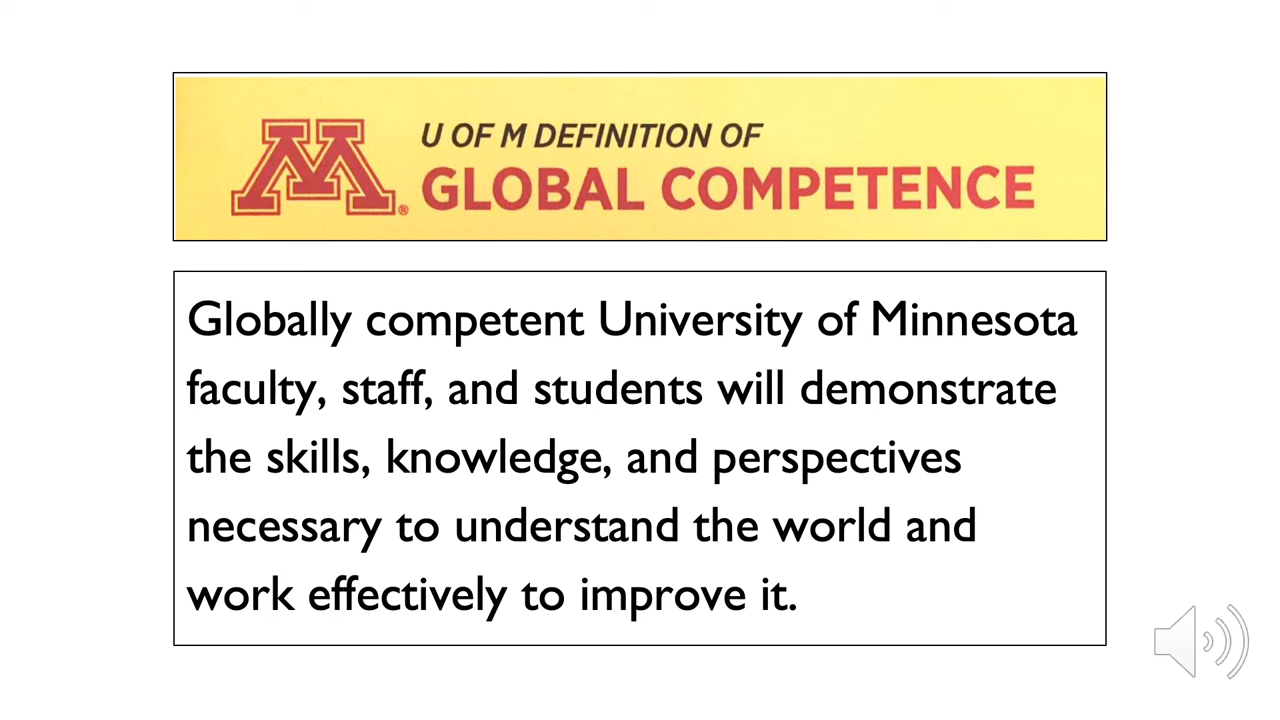 M®
U OF M DEFINITION OF
GLOBAL COMPETENCE
Globally competent University of Minnesota
faculty, staff, and students will demonstrate
the skills, knowledge, and perspectives
necessary to understand the world and
work effectively to improve it.